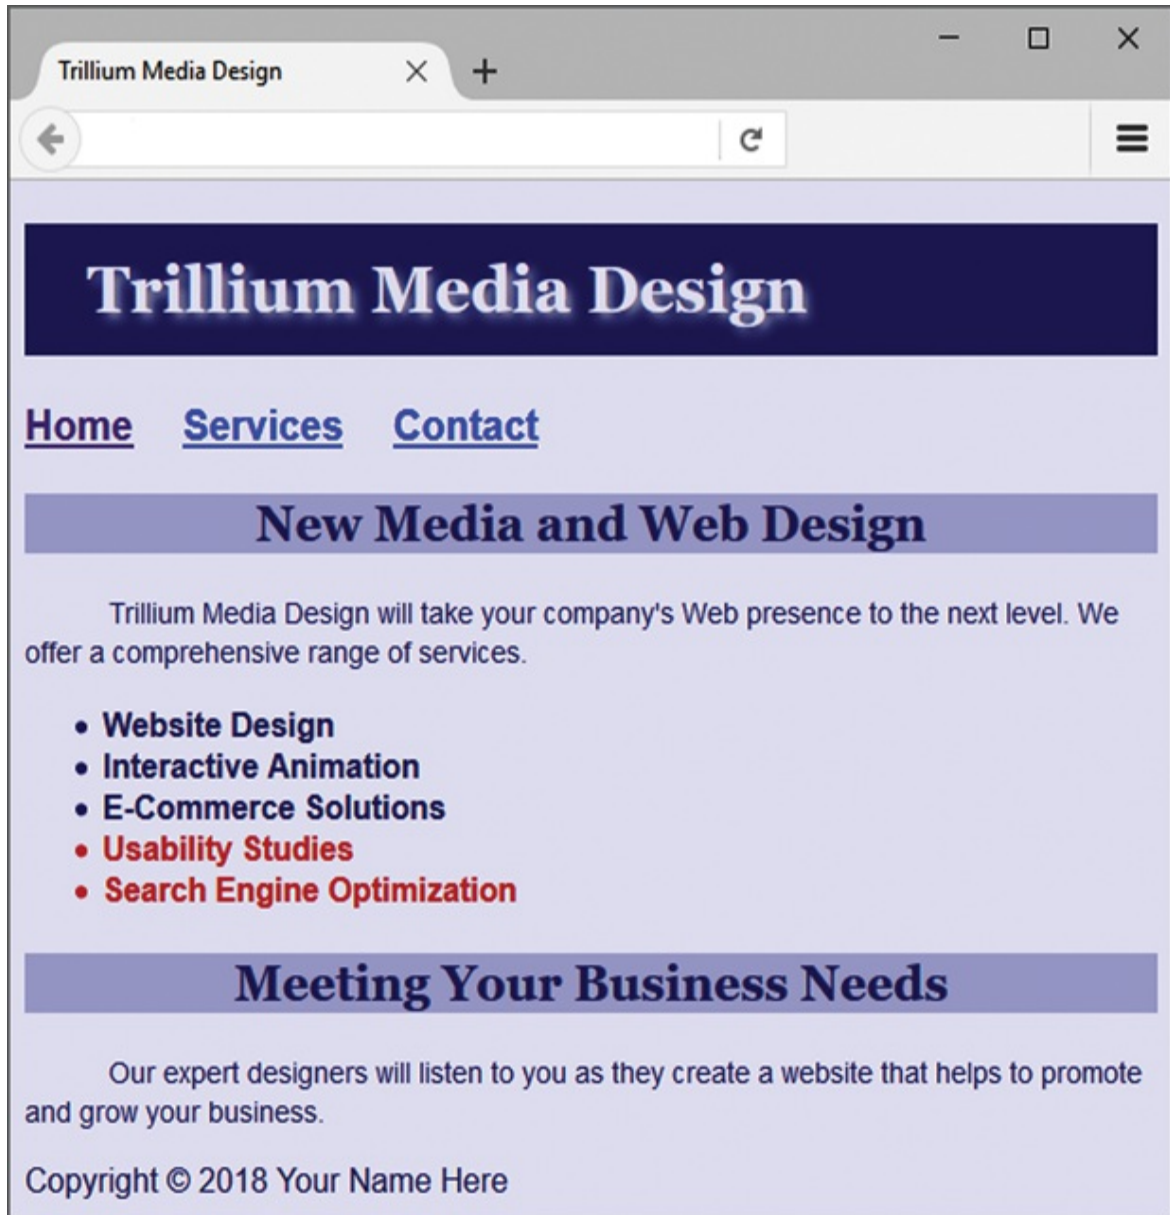 Trillium Media Design
Trillium Media Design
Home Services Contact
New Media and Web Design
Trillium Media Design will take your company's Web presence to the next level. We
offer a comprehensive range of services.
• Website Design
• Interactive Animation
• E-Commerce Solutions
• Usability Studies
• Search Engine Optimization
Meeting Your Business Needs
Our expert designers will listen to you as they create a website that helps to promote
and grow your business.
Copyright © 2018 Your Name Here